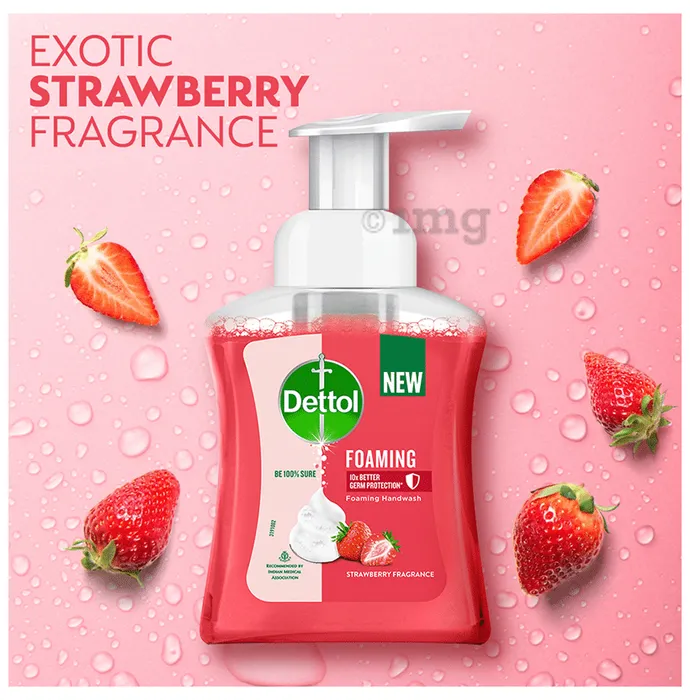 EXOTIC
STRAWBERRY
FRAGRANCE
1mg
NEW
Dettol
FOAMING
10x BETTER
GERM PROTECTION*
Foaming Handwash
BE 100% SURE
RECOMMENDED BY
INDIAN MEDICAL
ASSOCIATION
STRAWBERRY FRAGRANCE